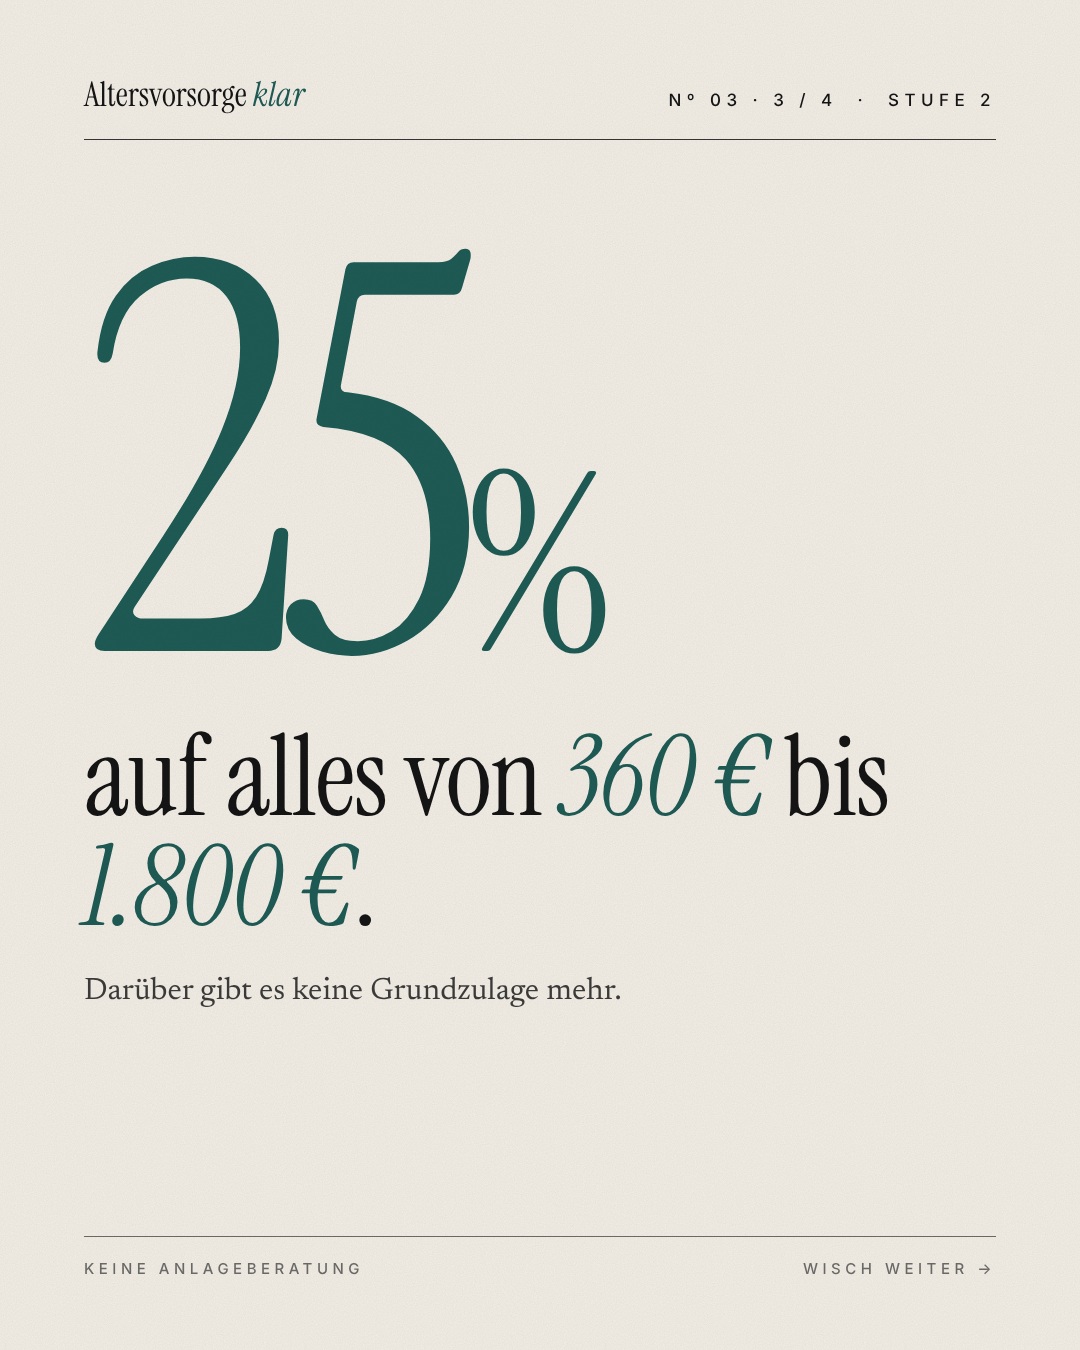 Altersvorsorge klar
Nº 03 · 3 / 4 · STUFE 2
25%
auf alles von 360 € bis
1.800 €.
Darüber gibt es keine Grundzulage mehr.
KEINE ANLAGEBERATUNG
WISCH WEITER →